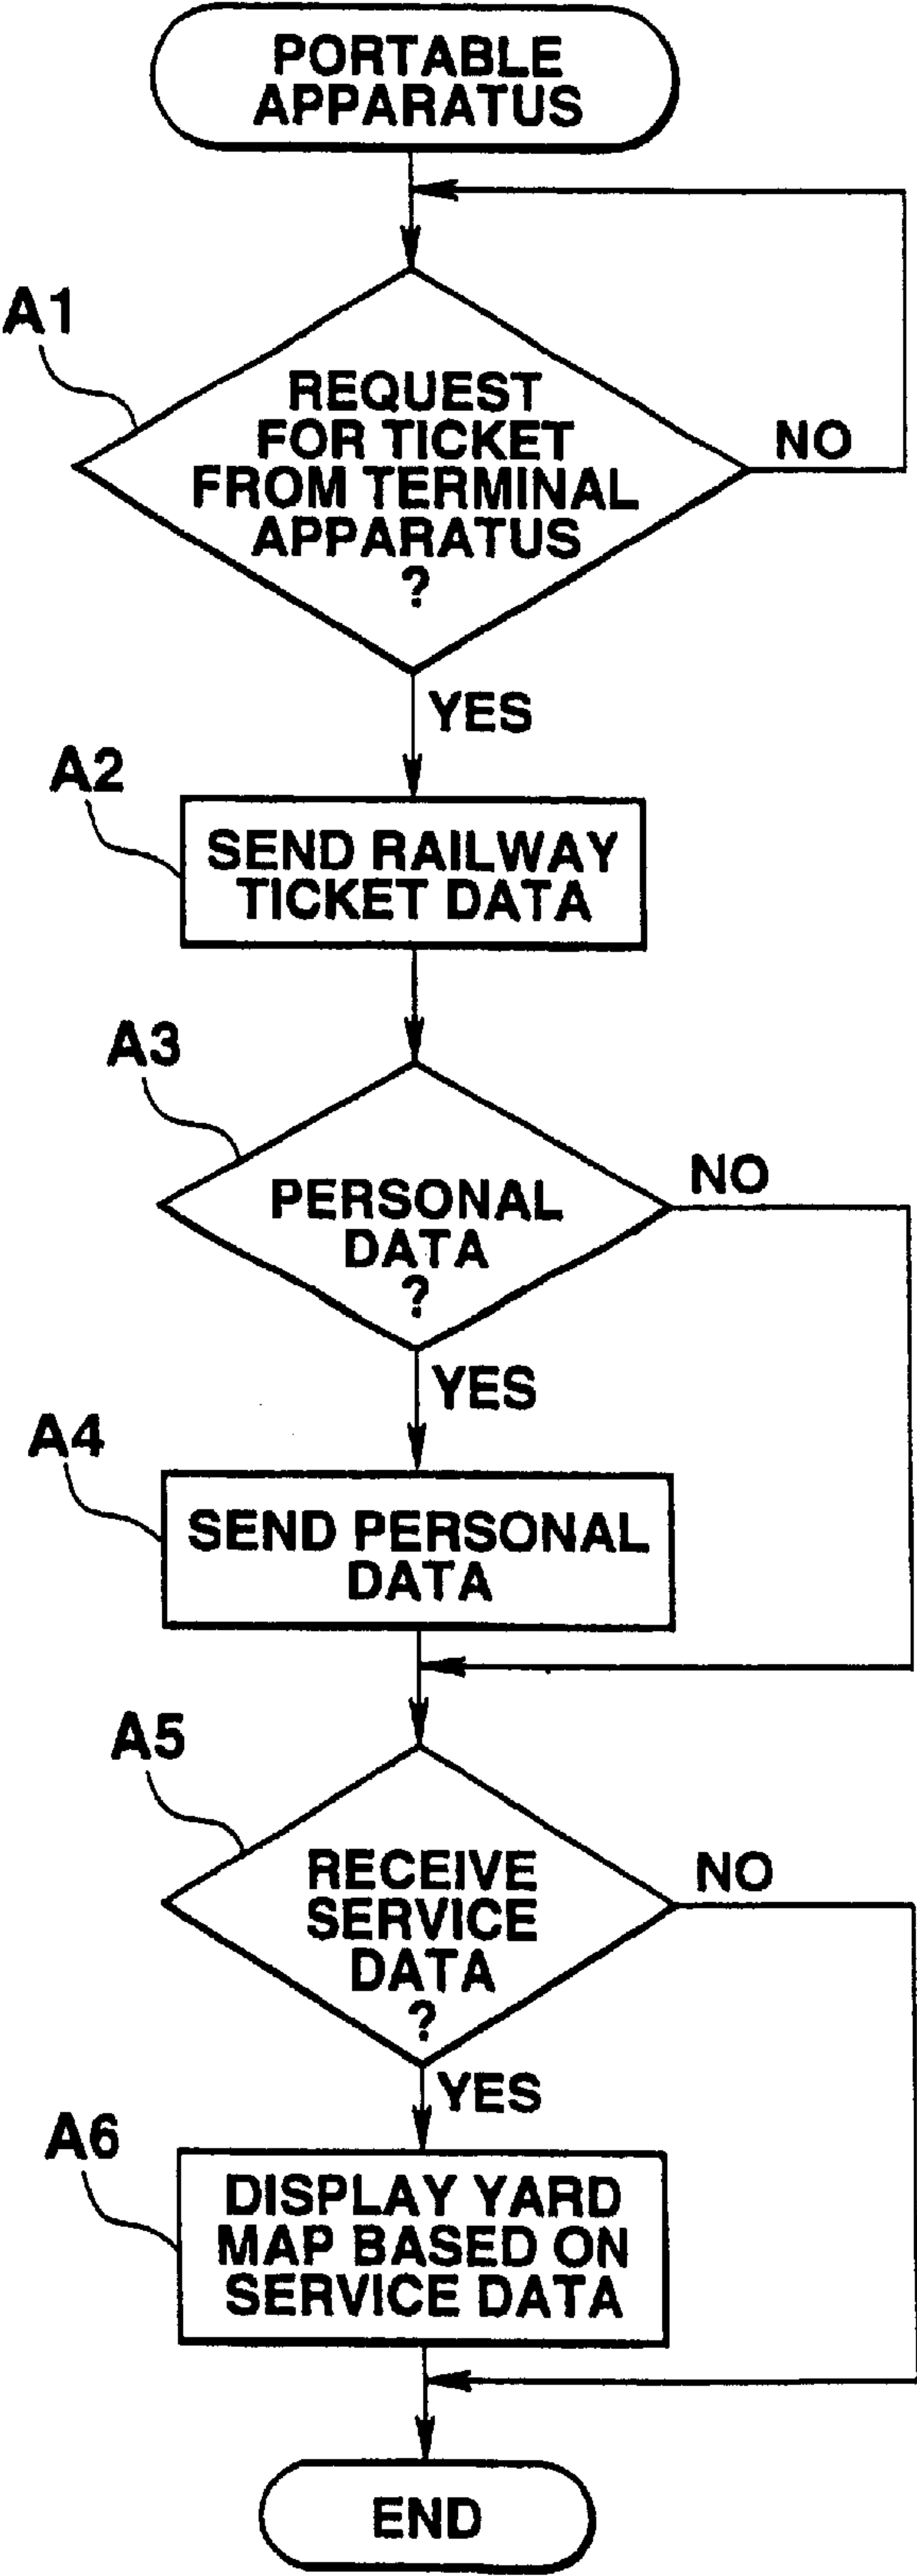 PORTABLE
APPARATUS
A1
REQUEST
FOR TICKET
FROM TERMINAL
APPARATUS
?
NO
YES
A2
SEND RAILWAY
TICKET DATA
A3
PERSONAL
DATA
?
NO
YES
A4
SEND PERSONAL
DATA
A5
RECEIVE
SERVICE
DATA
?
NO
YES
A6
DISPLAY YARD
MAP BASED ON
SERVICE DATA
END